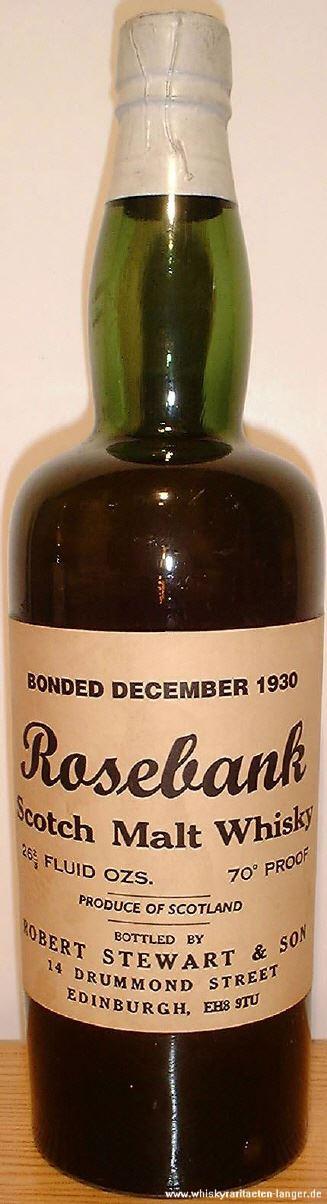 BONDED DECEMBER 1930
Rosebank
Scotch Malt Whisky
26⅔ FLUID OZS. 70° PROOF
PRODUCE OF SCOTLAND
BOTTLED BY
ROBERT STEWART & SON
14 DRUMMOND STREET
EDINBURGH, EH8 9TU
www.whiskyraritaeten-langer.de